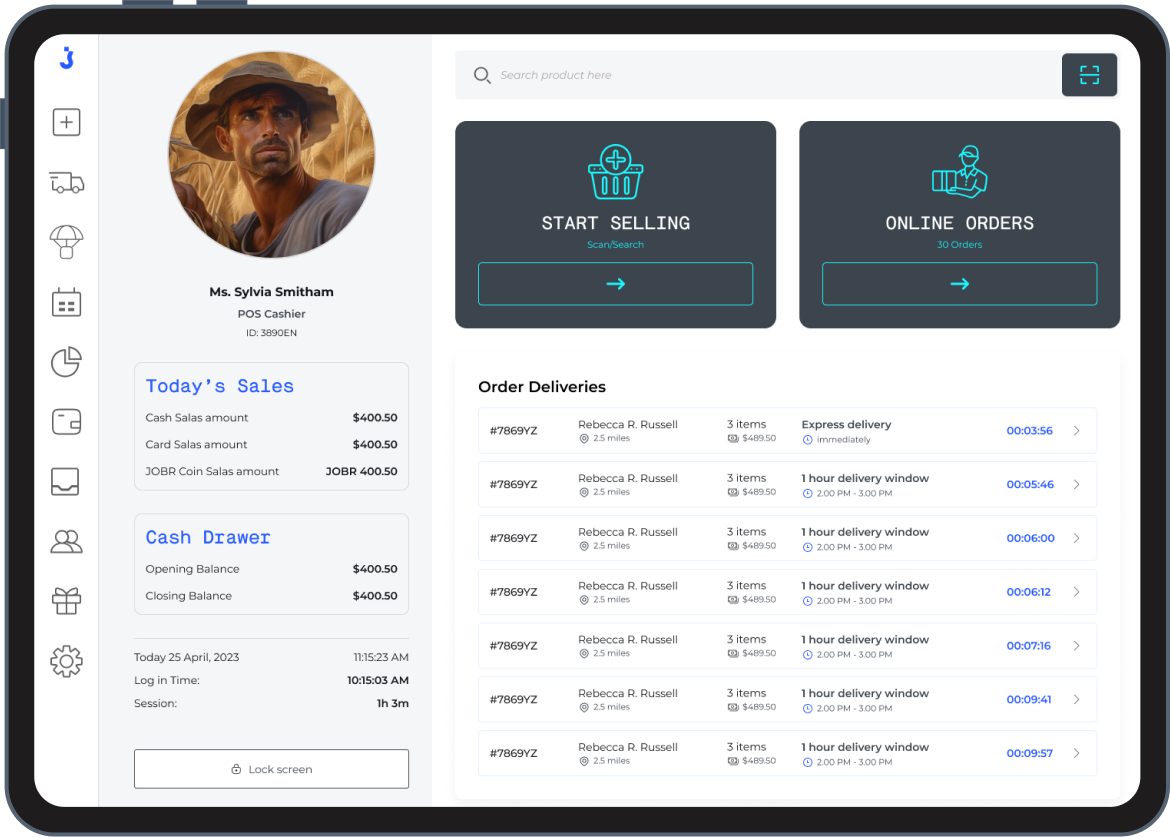 Search product here
Ms. Sylvia Smitham
POS Cashier
ID: 3890EN
Today's Sales
Cash Salas amount $400.50
Card Salas amount $400.50
JOBR Coin Salas amount JOBR 400.50
Cash Drawer
Opening Balance $400.50
Closing Balance $400.50
Today 25 April, 2023 11:15:23 AM
Log in Time: 10:15:03 AM
Session: 1h 3m
Lock screen
START SELLING
Scan/Search
ONLINE ORDERS
30 Orders
Order Deliveries
#7869YZ Rebecca R. Russell 3 items Express delivery 00:03:56
2.5 miles $489.50 immediately
#7869YZ Rebecca R. Russell 3 items 1 hour delivery window 00:05:46
2.5 miles $489.50 2.00 PM - 3.00 PM
#7869YZ Rebecca R. Russell 3 items 1 hour delivery window 00:06:00
2.5 miles $489.50 2.00 PM - 3.00 PM
#7869YZ Rebecca R. Russell 3 items 1 hour delivery window 00:06:12
2.5 miles $489.50 2.00 PM - 3.00 PM
#7869YZ Rebecca R. Russell 3 items 1 hour delivery window 00:07:16
2.5 miles $489.50 2.00 PM - 3.00 PM
#7869YZ Rebecca R. Russell 3 items 1 hour delivery window 00:09:41
2.5 miles $489.50 2.00 PM - 3.00 PM
#7869YZ Rebecca R. Russell 3 items 1 hour delivery window 00:09:57
2.5 miles $489.50 2.00 PM - 3.00 PM